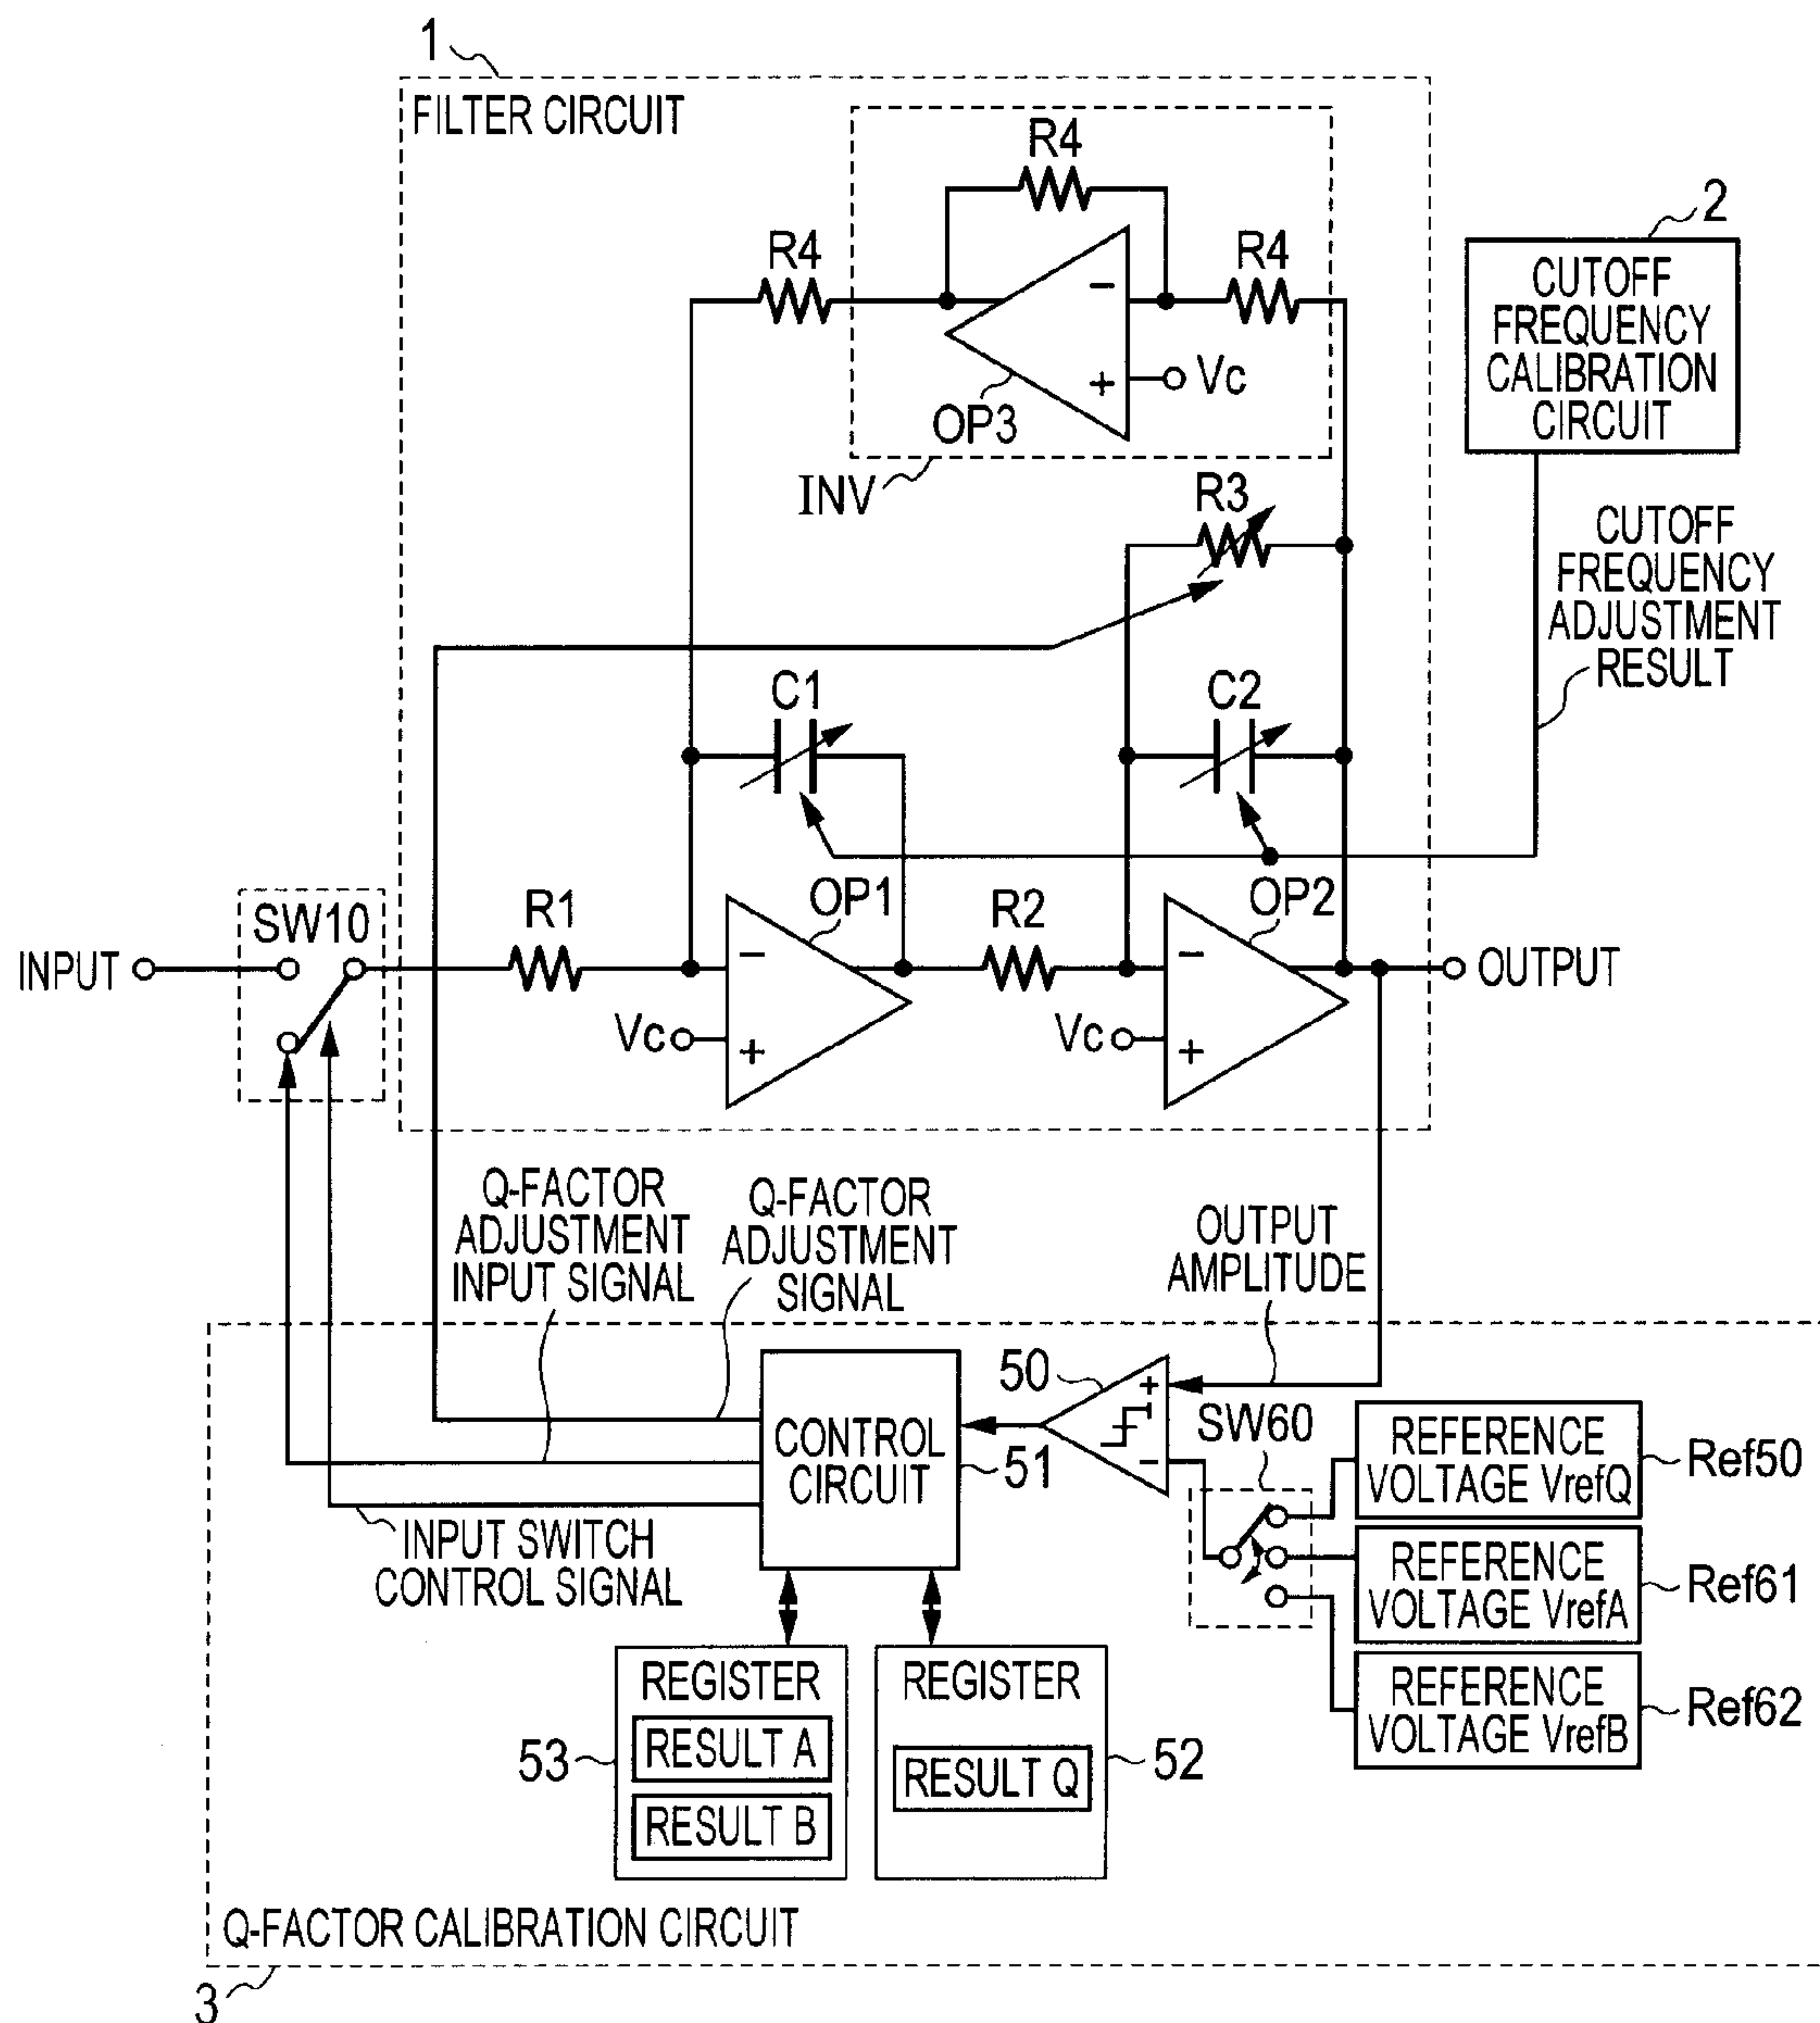 1
FILTER CIRCUIT
R4
R4
R4
−
+
Vc
OP3
INV
2
CUTOFF
FREQUENCY
CALIBRATION
CIRCUIT
R3
CUTOFF
FREQUENCY
ADJUSTMENT
RESULT
C1
C2
INPUT
SW10
R1
OP1
−
+
Vc
R2
OP2
−
+
Vc
OUTPUT
Q-FACTOR
ADJUSTMENT
INPUT SIGNAL
Q-FACTOR
ADJUSTMENT
SIGNAL
OUTPUT
AMPLITUDE
INPUT SWITCH
CONTROL SIGNAL
CONTROL
CIRCUIT
51
50
+
−
SW60
REFERENCE
VOLTAGE VrefQ
Ref50
REFERENCE
VOLTAGE VrefA
Ref61
REFERENCE
VOLTAGE VrefB
Ref62
53
REGISTER
RESULT A
RESULT B
REGISTER
RESULT Q
52
Q-FACTOR CALIBRATION CIRCUIT
3